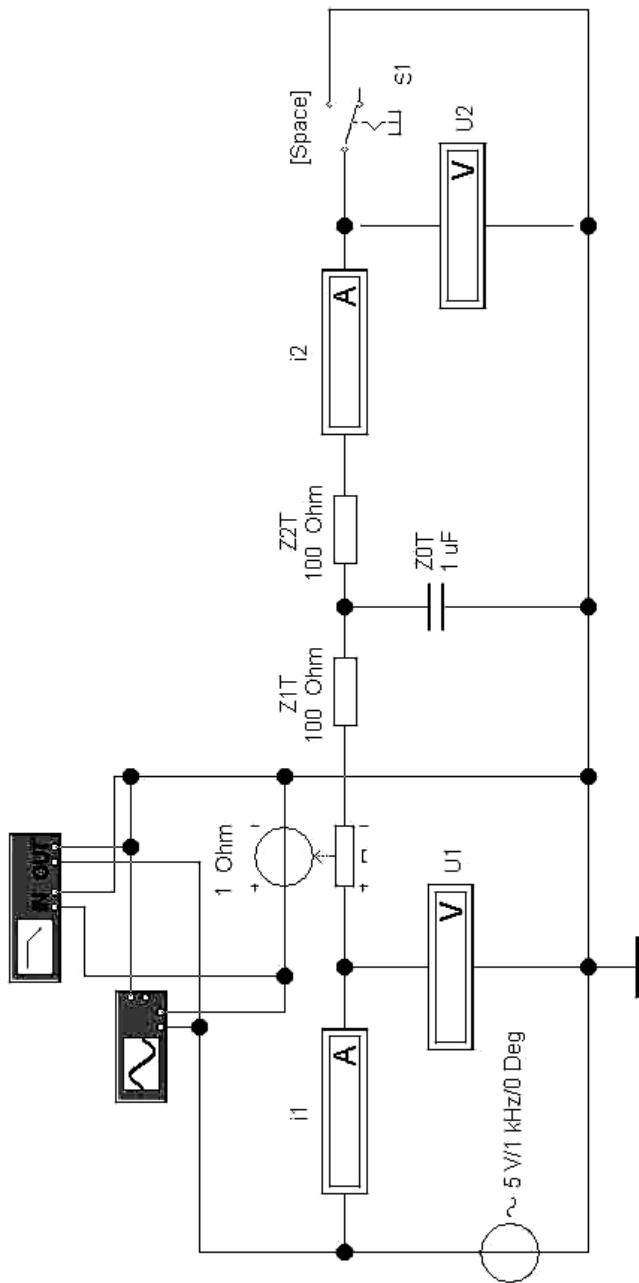 IN OUT
1 Ohm
[Space]
S1
i1
A
Z1T
100 Ohm
Z2T
100 Ohm
i2
A
U1
V
Z0T
1 uF
U2
V
~ 5 V/1 kHz/0 Deg